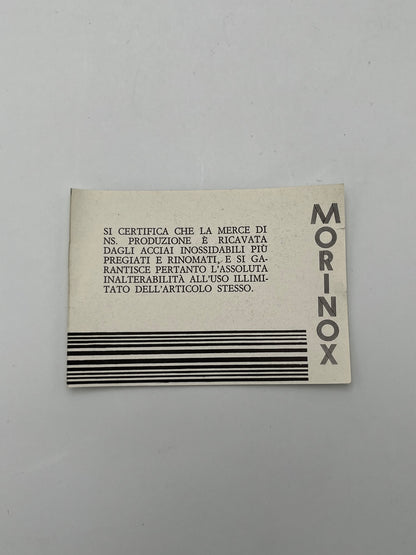 SI CERTIFICA CHE LA MERCE DI
NS. PRODUZIONE È RICAVATA
DAGLI ACCIAI INOSSIDABILI PIÙ
PREGIATI E RINOMATI, E SI GA-
RANTISCE PERTANTO L'ASSOLUTA
INALTERABILITÀ ALL'USO ILLIMI-
TATO DELL'ARTICOLO STESSO.
MORINOX